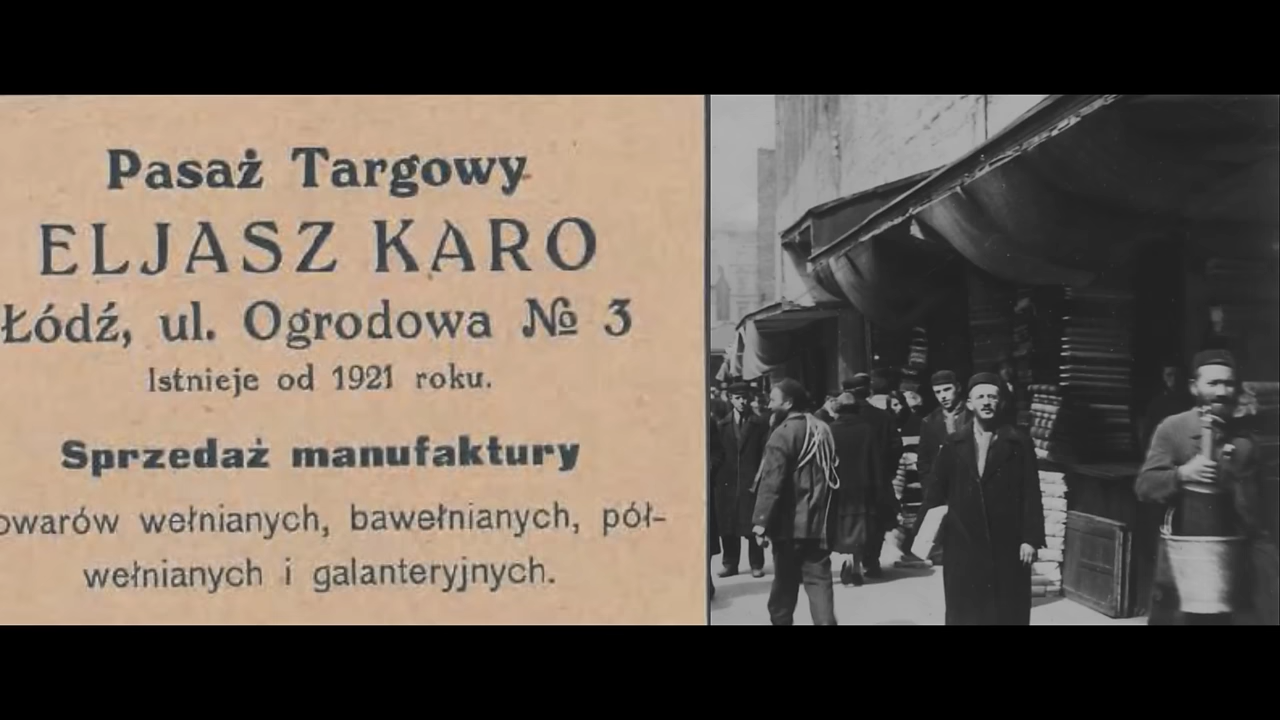 Pasaż Targowy
ELJASZ KARO
Łódź, ul. Ogrodowa № 3
Istnieje od 1921 roku.
Sprzedaż manufaktury
owarów wełnianych, bawełnianych, pół-
wełnianych i galanteryjnych.